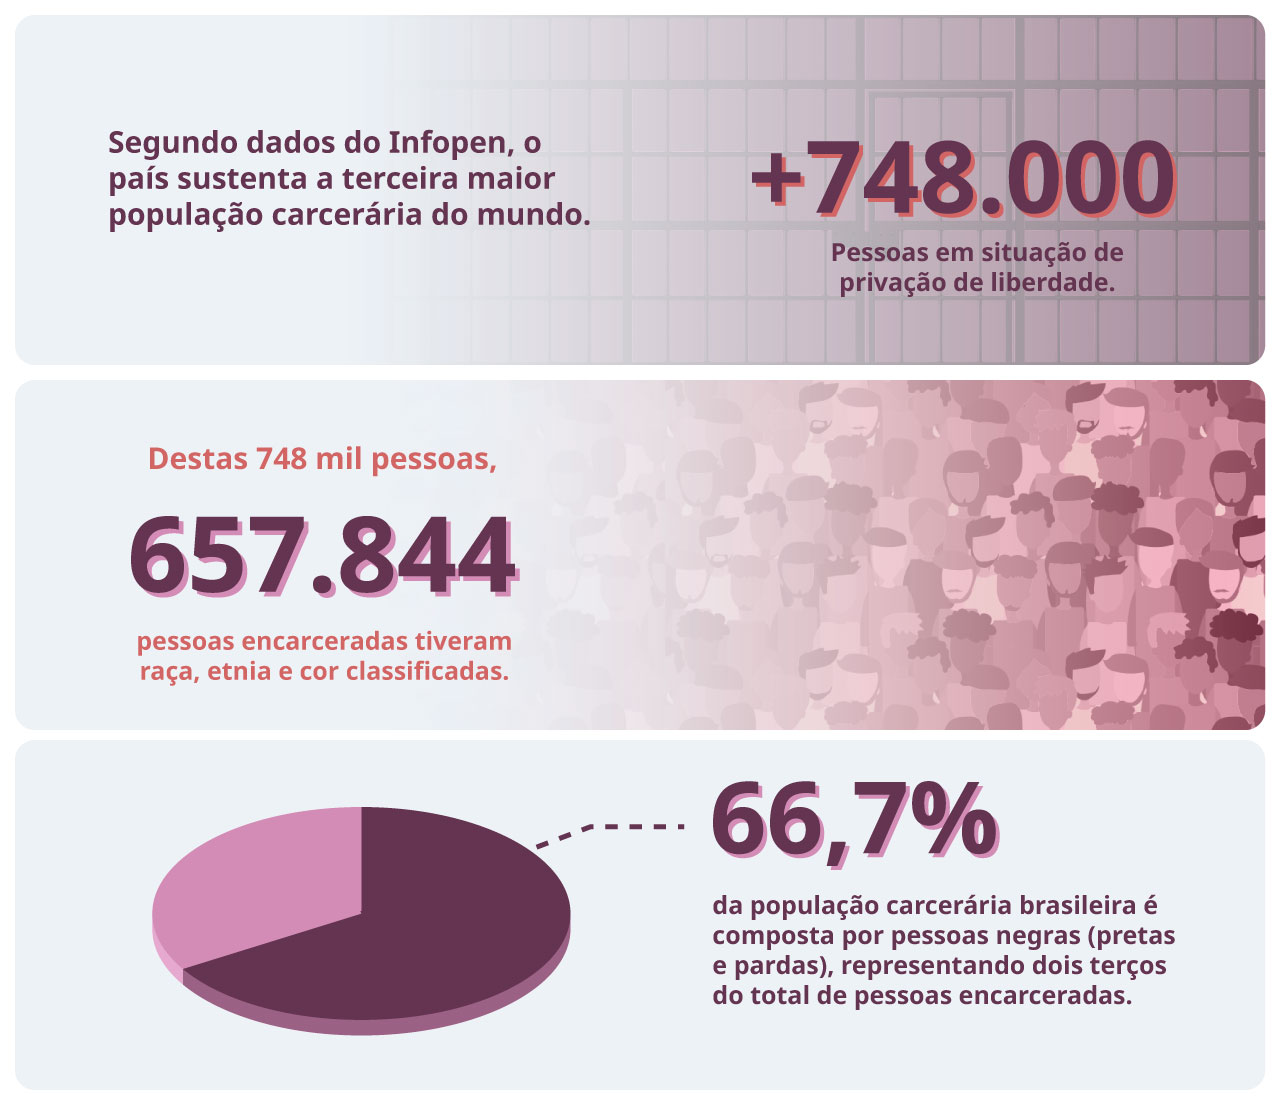 Segundo dados do Infopen, o
país sustenta a terceira maior
população carcerária do mundo.
+748.000
Pessoas em situação de
privação de liberdade.
Destas 748 mil pessoas,
657.844
pessoas encarceradas tiveram
raça, etnia e cor classificadas.
66,7%
da população carcerária brasileira é
composta por pessoas negras (pretas
e pardas), representando dois terços
do total de pessoas encarceradas.